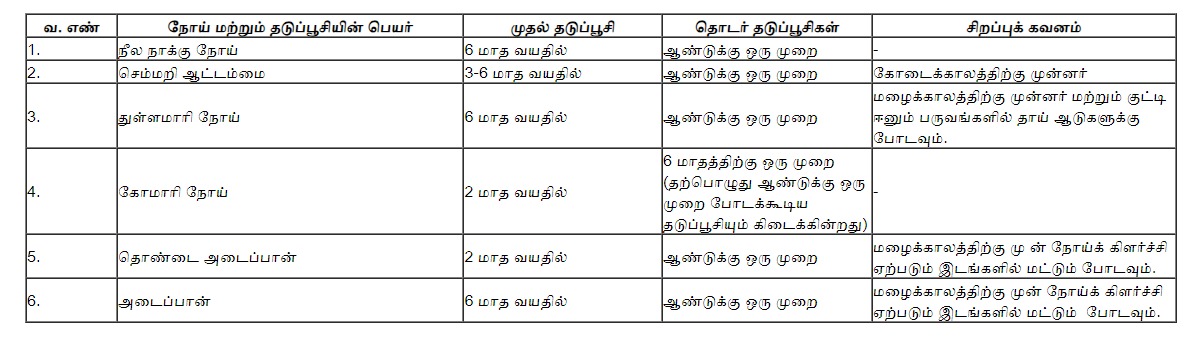 வ. எண் நோய் மற்றும் தடுப்பூசியின் பெயர் முதல் தடுப்பூசி தொடர் தடுப்பூசிகள் சிறப்புக் கவனம்
1. நீல நாக்கு நோய் 6 மாத வயதில் ஆண்டுக்கு ஒரு முறை -
2. செம்மறி ஆட்டம்மை 3-6 மாத வயதில் ஆண்டுக்கு ஒரு முறை கோடைக்காலத்திற்கு முன்னர்
3. துள்ளமாரி நோய் 6 மாத வயதில் ஆண்டுக்கு ஒரு முறை மழைக்காலத்திற்கு முன்னர் மற்றும் குட்டி
ஈனும் பருவங்களில் தாய் ஆடுகளுக்கு
போடவும்.
4. கோமாரி நோய் 2 மாத வயதில் 6 மாதத்திற்கு ஒரு முறை
(தற்பொழுது ஆண்டுக்கு ஒரு
முறை போடக்கூடிய
தடுப்பூசியும் கிடைக்கின்றது)
-
5. தொண்டை அடைப்பான் 2 மாத வயதில் ஆண்டுக்கு ஒரு முறை மழைக்காலத்திற்கு மு ன் நோய்க் கிளர்ச்சி
ஏற்படும் இடங்களில் மட்டும் போடவும்.
6. அடைப்பான் 6 மாத வயதில் ஆண்டுக்கு ஒரு முறை மழைக்காலத்திற்கு முன் நோய்க் கிளர்ச்சி
ஏற்படும் இடங்களில் மட்டும் போடவும்.